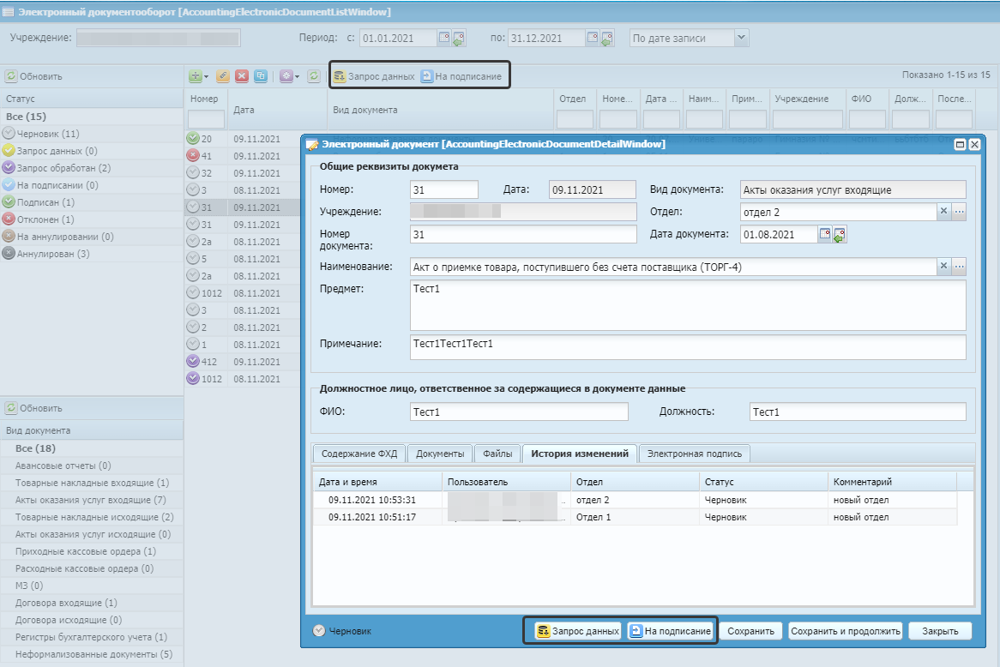 Электронный документооборот [AccountingElectronicDocumentListWindow]
Учреждение: Период: с: 01.01.2021 по: 31.12.2021 По дате записи
Обновить
Запрос данных На подписание
Показано 1-15 из 15
Статус
Все (15)
Черновик (11)
Запрос данных (0)
Запрос обработан (2)
На подписании (0)
Подписан (1)
Отклонен (1)
На аннулировании (0)
Аннулирован (3)
Обновить
Вид документа
Все (18)
Авансовые отчеты (0)
Товарные накладные входящие (1)
Акты оказания услуг входящие (7)
Товарные накладные исходящие (2)
Акты оказания услуг исходящие (0)
Приходные кассовые ордера (1)
Расходные кассовые ордера (0)
МЗ (0)
Договора входящие (1)
Договора исходящие (0)
Регистры бухгалтерского учета (1)
Неформализованные документы (5)
Номер Дата Вид документа Отдел Номе... Дата ... Наим... Прим... Учреждение ФИО Долж... После...
20 09.11.2021
41 09.11.2021
32 09.11.2021
3 08.11.2021
31 09.11.2021
31 09.11.2021
2а 08.11.2021
5 08.11.2021
2а 08.11.2021
1012 08.11.2021
3 08.11.2021
2 08.11.2021
1 08.11.2021
412 09.11.2021
1012 08.11.2021
Электронный документ [AccountingElectronicDocumentDetailWindow]
Общие реквизиты докумета
Номер: 31 Дата: 09.11.2021 Вид документа: Акты оказания услуг входящие
Учреждение: Отдел: отдел 2
Номер документа: 31 Дата документа: 01.08.2021
Наименование: Акт о приемке товара, поступившего без счета поставщика (ТОРГ-4)
Предмет: Тест1
Примечание: Тест1Тест1Тест1
Должностное лицо, ответственное за содержащиеся в документе данные
ФИО: Тест1 Должность: Тест1
Содержание ФХД Документы Файлы История изменений Электронная подпись
Дата и время Пользователь Отдел Статус Комментарий
09.11.2021 10:53:31 отдел 2 Черновик новый отдел
09.11.2021 10:51:17 Отдел 1 Черновик новый отдел
Черновик Запрос данных На подписание Сохранить Сохранить и продолжить Закрыть